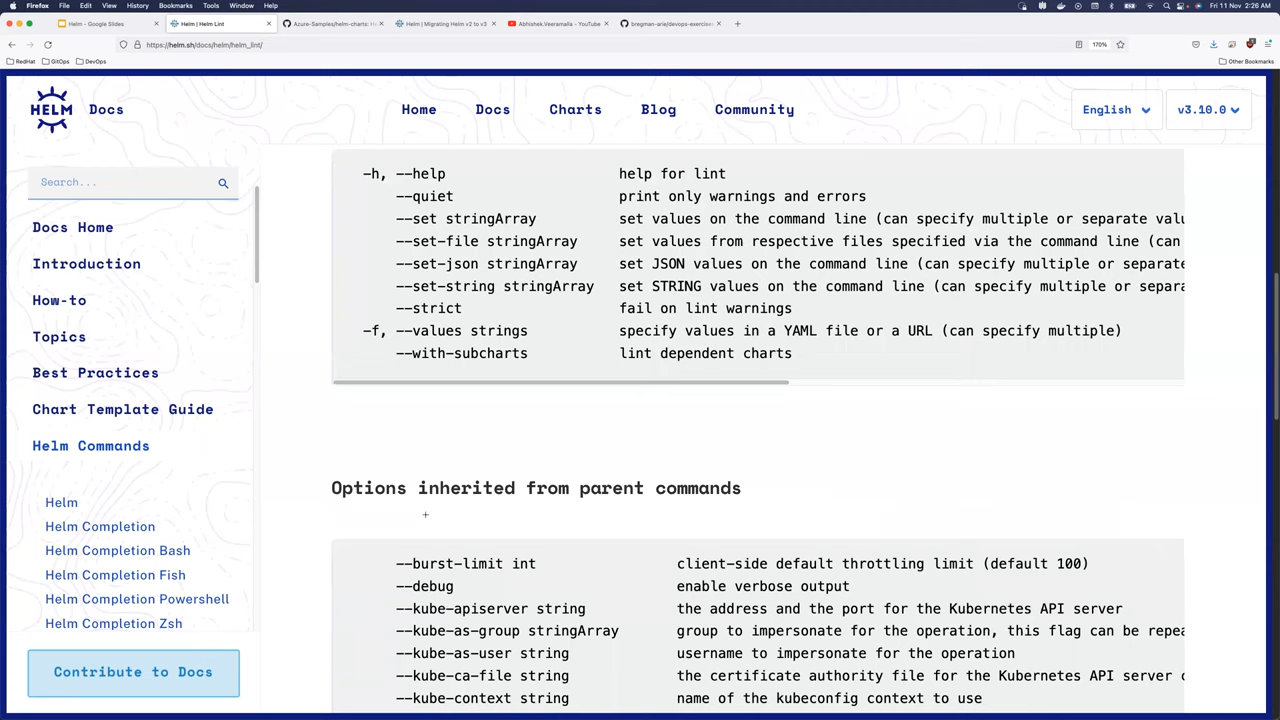 Firefox File Edit View History Bookmarks Tools Window Help Fri 11 Nov 2:26 AM
Helm - Google Slides
Helm | Helm Lint
Azure-Samples/helm-charts: He
Helm | Migrating Helm v2 to v3
Abhishek.Veeramalla - YouTube
bregman-arie/devops-exercises
https://helm.sh/docs/helm/helm_lint/ 170%
RedHat GitOps DevOps Other Bookmarks
HELM Docs Home Docs Charts Blog Community English v3.10.0
Search...
Docs Home
Introduction
How-to
Topics
Best Practices
Chart Template Guide
Helm Commands
Helm
Helm Completion
Helm Completion Bash
Helm Completion Fish
Helm Completion Powershell
Helm Completion Zsh
Contribute to Docs
-h, --help help for lint
--quiet print only warnings and errors
--set stringArray set values on the command line (can specify multiple or separate valu
--set-file stringArray set values from respective files specified via the command line (can
--set-json stringArray set JSON values on the command line (can specify multiple or separate
--set-string stringArray set STRING values on the command line (can specify multiple or separa
--strict fail on lint warnings
-f, --values strings specify values in a YAML file or a URL (can specify multiple)
--with-subcharts lint dependent charts
Options inherited from parent commands
--burst-limit int client-side default throttling limit (default 100)
--debug enable verbose output
--kube-apiserver string the address and the port for the Kubernetes API server
--kube-as-group stringArray group to impersonate for the operation, this flag can be repea
--kube-as-user string username to impersonate for the operation
--kube-ca-file string the certificate authority file for the Kubernetes API server c
--kube-context string name of the kubeconfig context to use